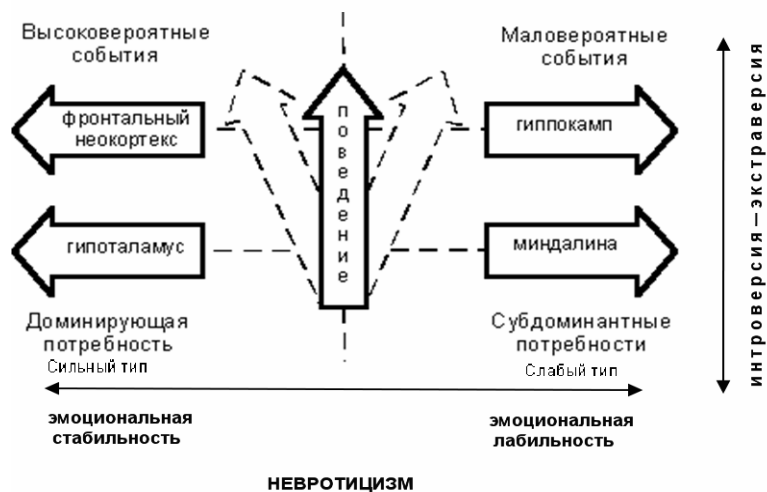 Высоковероятные
события
Маловероятные
события
фронтальный
неокортекс
поведение
гиппокамп
гипоталамус
миндалина
Доминирующая
потребность
Сильный тип
Субдоминантные
потребности
Слабый тип
эмоциональная
стабильность
эмоциональная
лабильность
НЕВРОТИЦИЗМ
интроверсия—экстраверсия